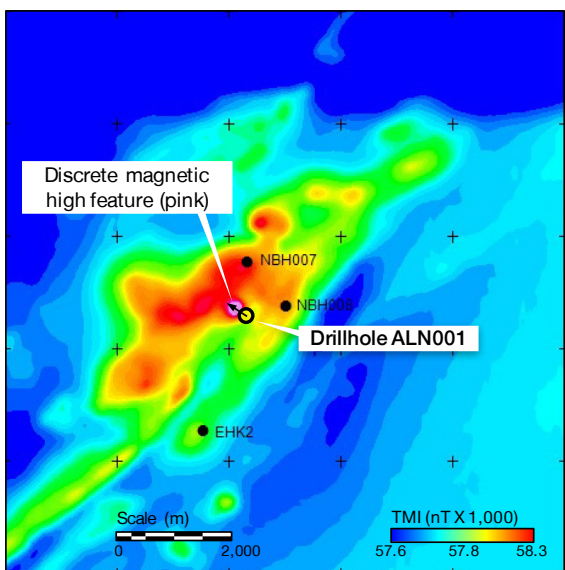 Discrete magnetic
high feature (pink)
NBH007
NBH008
Drillhole ALN001
EHK2
Scale (m)
0 2,000
TMI (nT X 1,000)
57.6 57.8 58.3